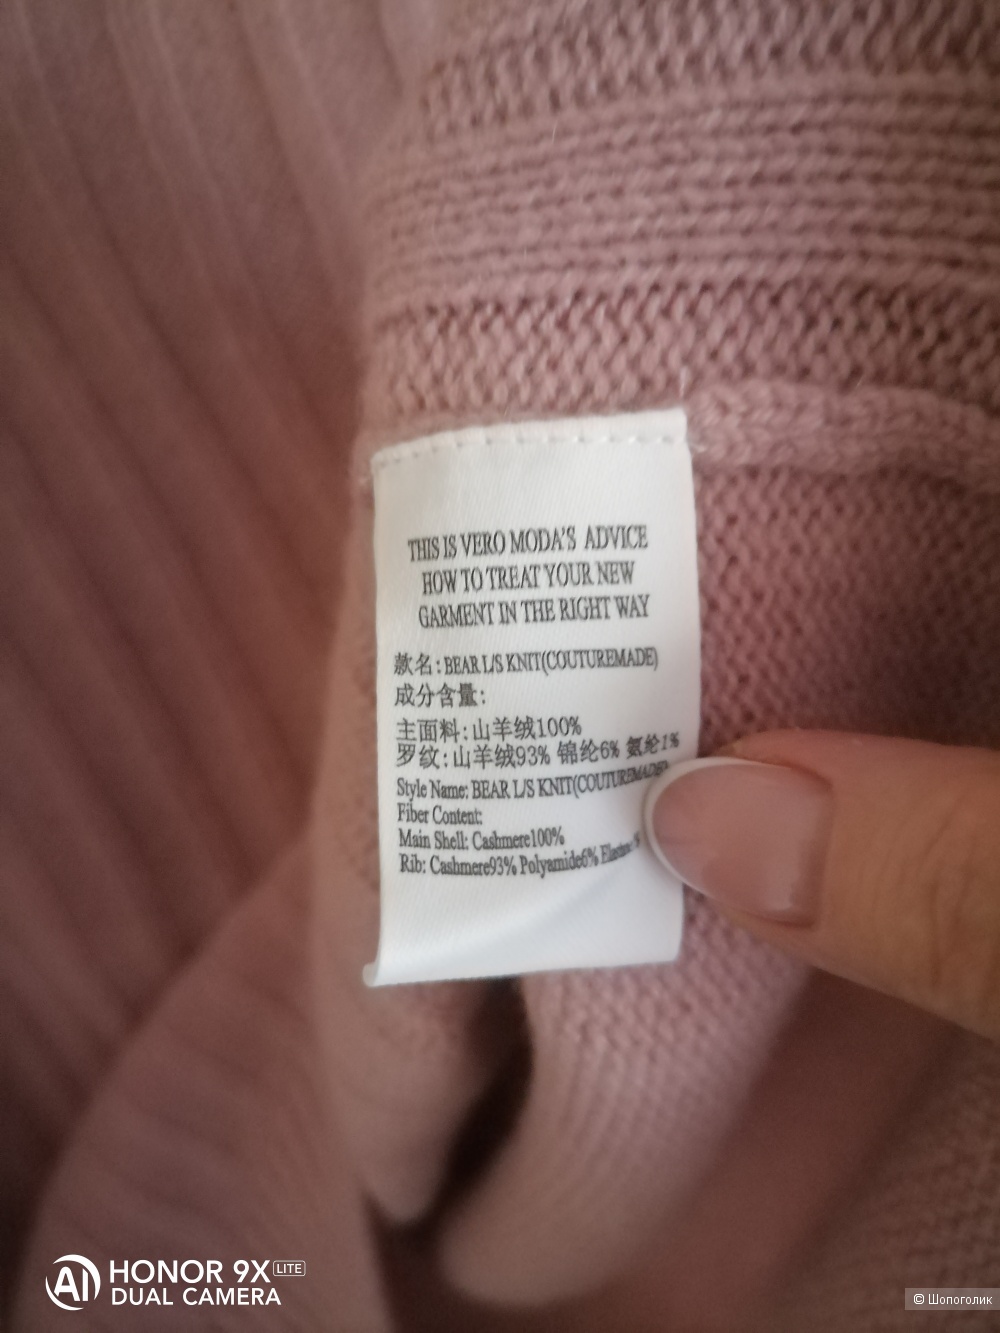 THIS IS VERO MODA'S ADVICE
HOW TO TREAT YOUR NEW
GARMENT IN THE RIGHT WAY
款名: BEAR L/S KNIT(COUTUREMADE)
成分含量:
主面料: 山羊绒100%
罗纹: 山羊绒93% 锦纶6% 氨纶1%
Style Name: BEAR L/S KNIT(COUTUREMADE)
Fiber Content:
Main Shell: Cashmere100%
Rib: Cashmere93% Polyamide6%
AI HONOR 9X LITE
DUAL CAMERA
© Шопоголик